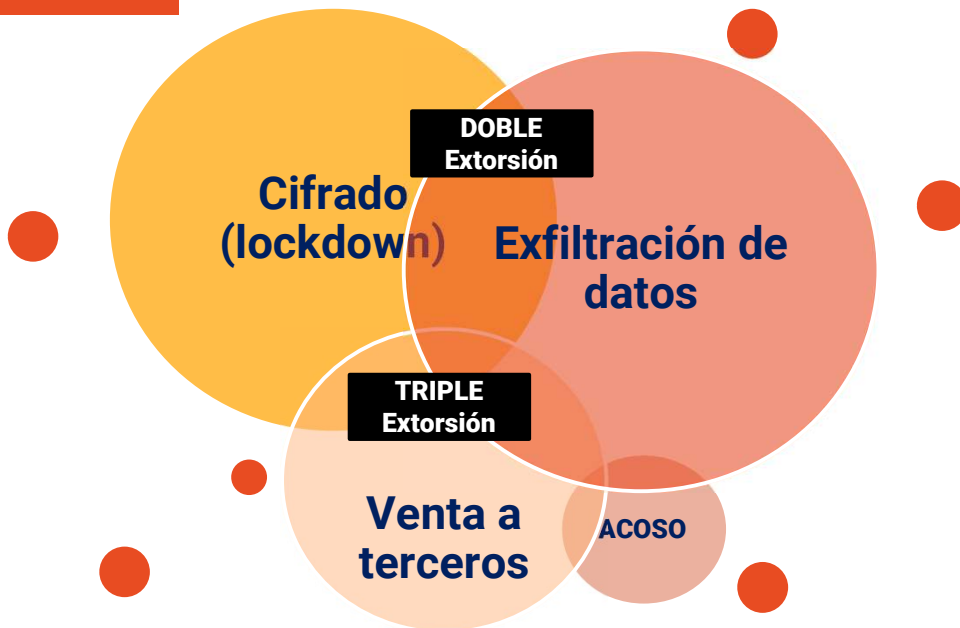 DOBLE
Extorsión
Cifrado
(lockdown)
Exfiltración de
datos
TRIPLE
Extorsión
Venta a
terceros
ACOSO